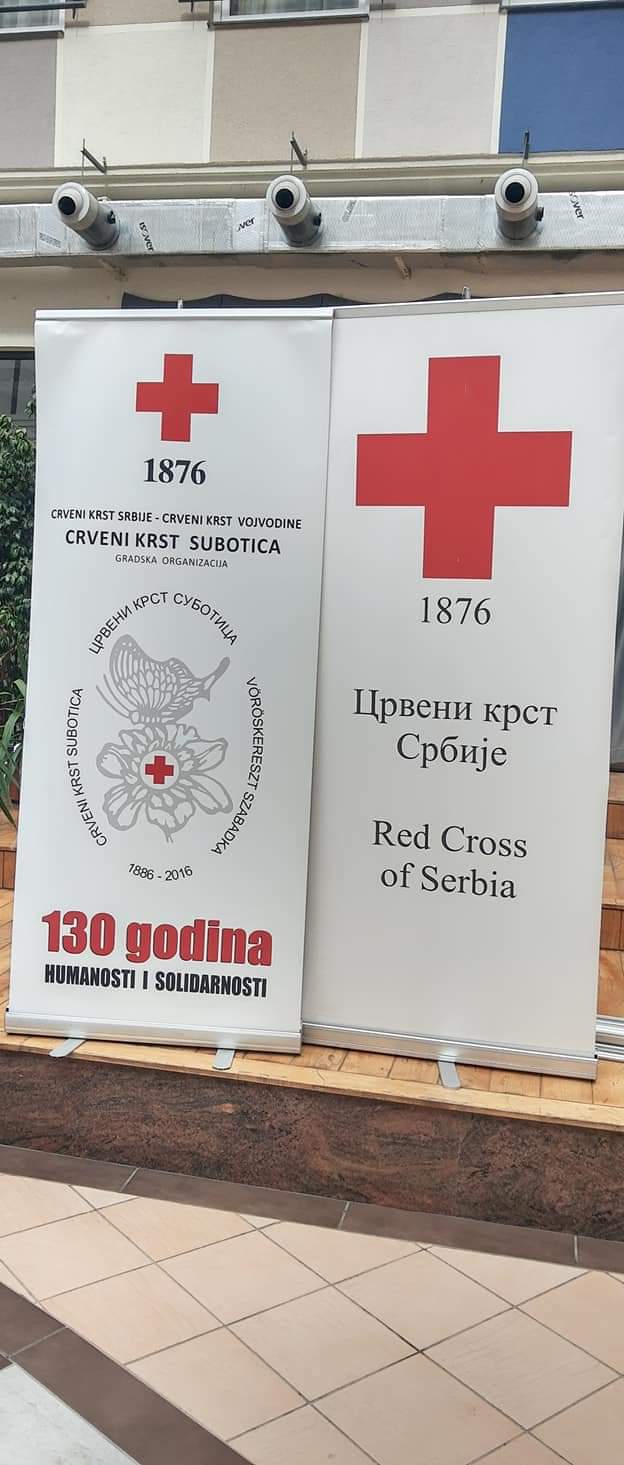 1876
CRVENI KRST SRBIJE - CRVENI KRST VOJVODINE
CRVENI KRST SUBOTICA
GRADSKA ORGANIZACIJA
ЦРВЕНИ КРСТ СУБОТИЦА
CRVENI KRST SUBOTICA
VÖRÖSKERESZT SZABADKA
1886 - 2016
130 godina
HUMANOSTI I SOLIDARNOSTI
1876
Црвени крст
Србије
Red Cross
of Serbia